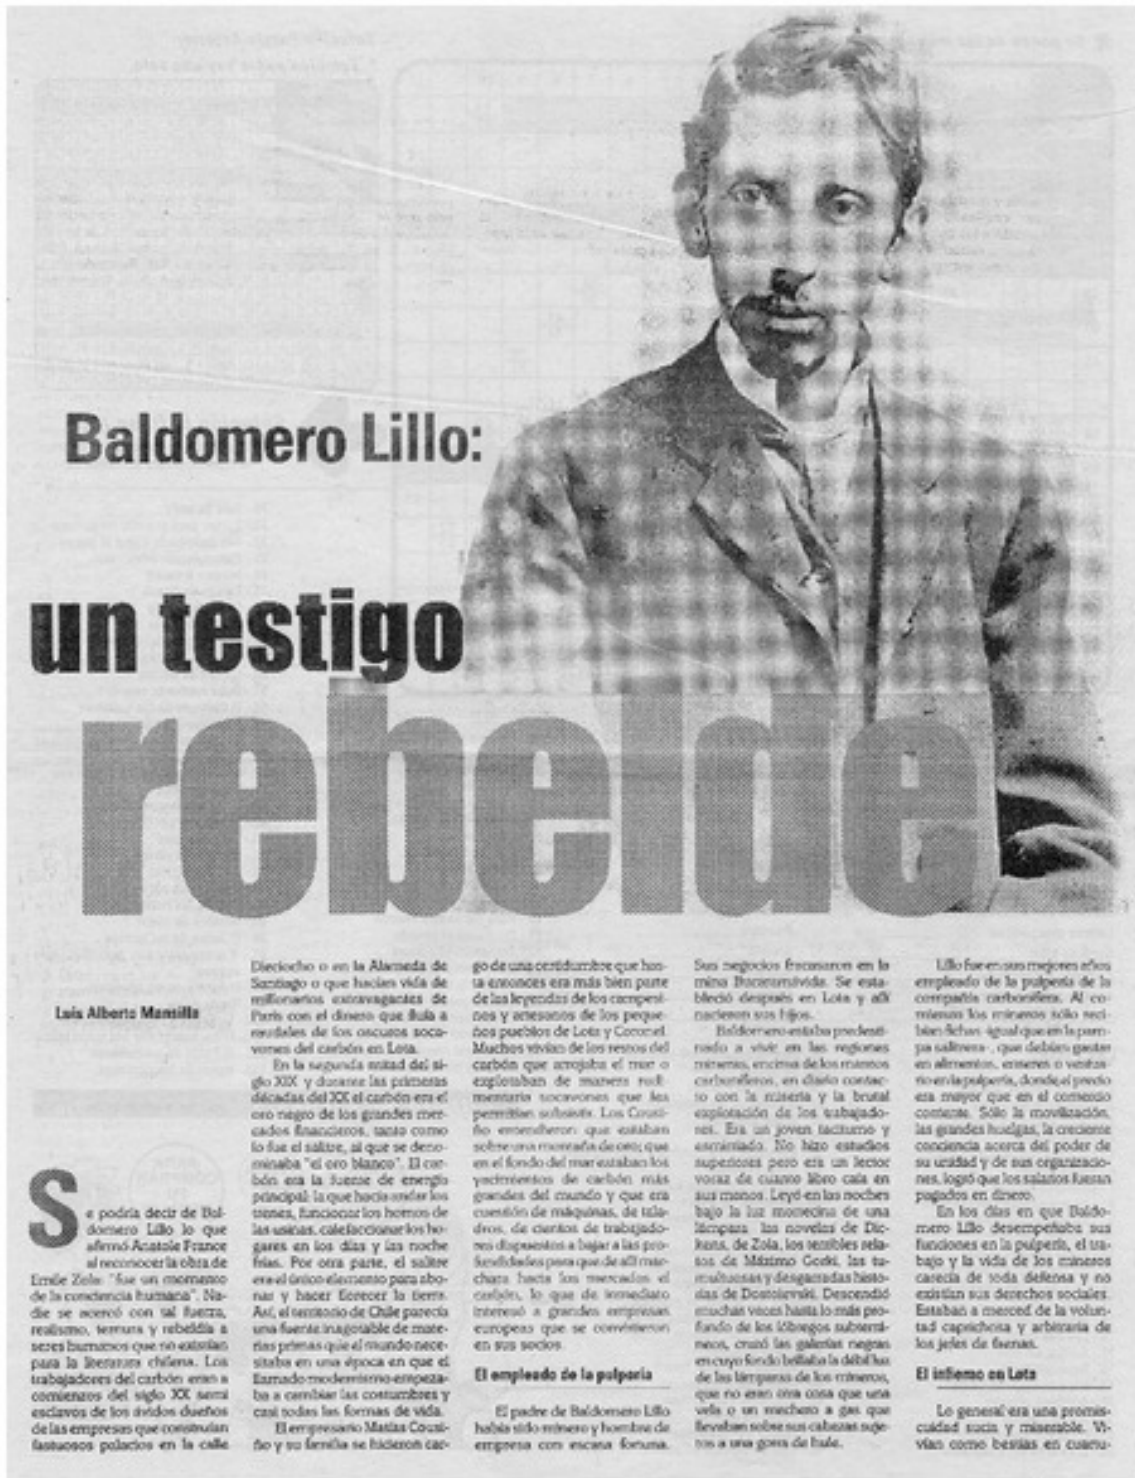 Baldomero Lillo:
un testigo
rebelde
Luis Alberto Mansilla
Se podría decir de Bal-
domero Lillo lo que
afirmó Anatole France
al reconocer la obra de
Emile Zola: "fue un momento
de la conciencia humana". Na-
die se acercó con tal fuerza,
realismo, ternura y rebeldía a
seres humanos que no existían
para la literatura chilena. Los
trabajadores del carbón eran a
comienzos del siglo XX semi
esclavos de los ávidos dueños
de las empresas que construían
fastuosos palacios en la calle
Dieciocho o en la Alameda de
Santiago o que hacían vida de
millonarios extravagantes de
París con el dinero que fluía a
raudales de los oscuros soca-
vones del carbón en Lota.
En la segunda mitad del si-
glo XIX y durante las primeras
décadas del XX el carbón era el
oro negro de los grandes mer-
cados financieros, tanto como
lo fue el salitre, al que se deno-
minaba "el oro blanco". El car-
bón era la fuente de energía
principal: la que hacía andar los
trenes, funcionar los hornos de
las usinas, calefaccionar los ho-
gares en los días y las noche
frías. Por otra parte, el salitre
era el único elemento para abo-
nar y hacer florecer la tierra.
Así, el territorio de Chile parecía
una fuente inagotable de mate-
rias primas que el mundo nece-
sitaba en una época en que el
llamado modernismo empeza-
ba a cambiar las costumbres y
casi todas las formas de vida.
El empresario Matías Cousi-
ño y su familia se hicieron car-
go de una certidumbre que has-
ta entonces era más bien parte
de las leyendas de los campesi-
nos y artesanos de los peque-
ños pueblos de Lota y Coronel.
Muchos vivían de los restos del
carbón que arrojaba el mar o
explotaban de manera rudi-
mentaria socavones que les
permitían subsistir. Los Cousi-
ño entendieron que estaban
sobre una montaña de oro; que
en el fondo del mar estaban los
yacimientos de carbón más
grandes del mundo y que era
cuestión de máquinas, de tala-
dros, de cientos de trabajado-
res dispuestos a bajar a las pro-
fundidades para que de allí mar-
chara hacia los mercados el
carbón, lo que de inmediato
interesó a grandes empresas
europeas que se convirtieron
en sus socios.
El empleado de la pulpería
El padre de Baldomero Lillo
había sido minero y hombre de
empresa con escasa fortuna.
Sus negocios fracasaron en la
mina Bucaramávida. Se esta-
bleció después en Lota y allí
nacieron sus hijos.
Baldomero estaba predesti-
nado a vivir en las regiones
mineras, encima de los mantos
carboníferos, en diario contac-
to con la miseria y la brutal
explotación de los trabajado-
res. Era un joven taciturno y
ensimismado. No hizo estudios
superiores pero era un lector
voraz de cuanto libro caía en
sus manos. Leyó en las noches
bajo la luz mortecina de una
lámpara las novelas de Dic-
kens, de Zola, los terribles rela-
tos de Máximo Gorki, las tu-
multuosas y desgarradas histo-
rias de Dostoievski. Descendió
muchas veces hasta lo más pro-
fundo de los lóbregos subterrá-
neos, cruzó las galerías negras
en cuyo fondo brillaba la débil luz
de las lámparas de los mineros,
que no eran otra cosa que una
vela o un mechero a gas que
llevaban sobre sus cabezas suje-
tos a una gorra de hule.
Lillo fue en sus mejores años
empleado de la pulpería de la
compañía carbonífera. Al co-
mienzo los mineros sólo reci-
bían fichas -igual que en la pam-
pa salitrera-, que debían gastar
en alimentos, enseres o vestua-
rio en la pulpería, donde el precio
era mayor que en el comercio
corriente. Sólo la movilización,
las grandes huelgas, la creciente
conciencia acerca del poder de
su unidad y de sus organizacio-
nes, logró que los salarios fueran
pagados en dinero.
En los días en que Baldo-
mero Lillo desempeñaba sus
funciones en la pulpería, el tra-
bajo y la vida de los mineros
carecía de toda defensa y no
existían sus derechos sociales.
Estaban a merced de la volun-
tad caprichosa y arbitraria de
los jefes de faenas.
El infierno en Lota
Lo general era una promis-
cuidad sucia y miserable. Vi-
vían como bestias en cuartu-